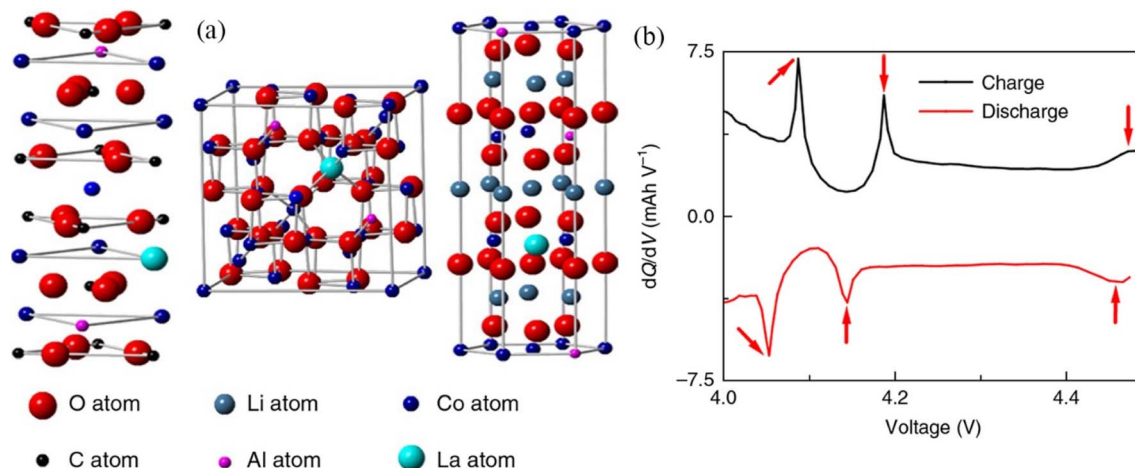 (a)
O atom
Li atom
Co atom
C atom
Al atom
La atom
(b)
7.5
0.0
−7.5
dQ/dV (mAh V⁻¹)
Charge
Discharge
4.0
4.2
4.4
Voltage (V)